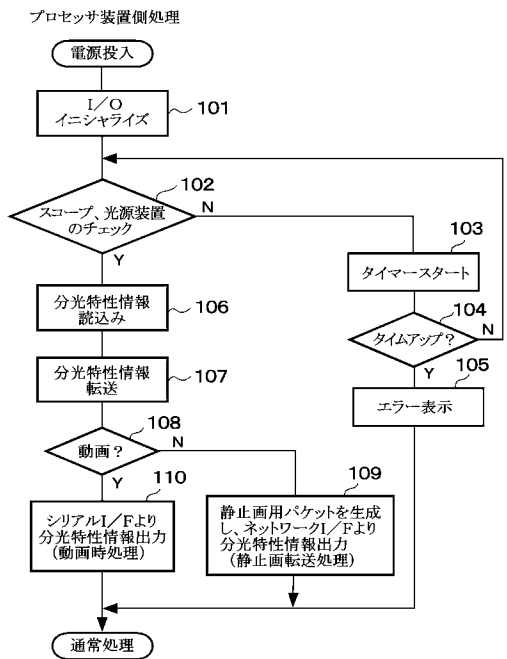 プロセッサ装置側処理
電源投入
I/O
イニシャライズ
101
102
スコープ、光源装置
のチェック
N
Y
103
タイマースタート
104
タイムアップ?
N
Y
105
エラー表示
分光特性情報
読込み
106
分光特性情報
転送
107
108
動画?
N
Y
110
シリアルI/Fより
分光特性情報出力
(動画時処理)
109
静止画用パケットを生成
し、ネットワークI/Fより
分光特性情報出力
(静止画転送処理)
通常処理